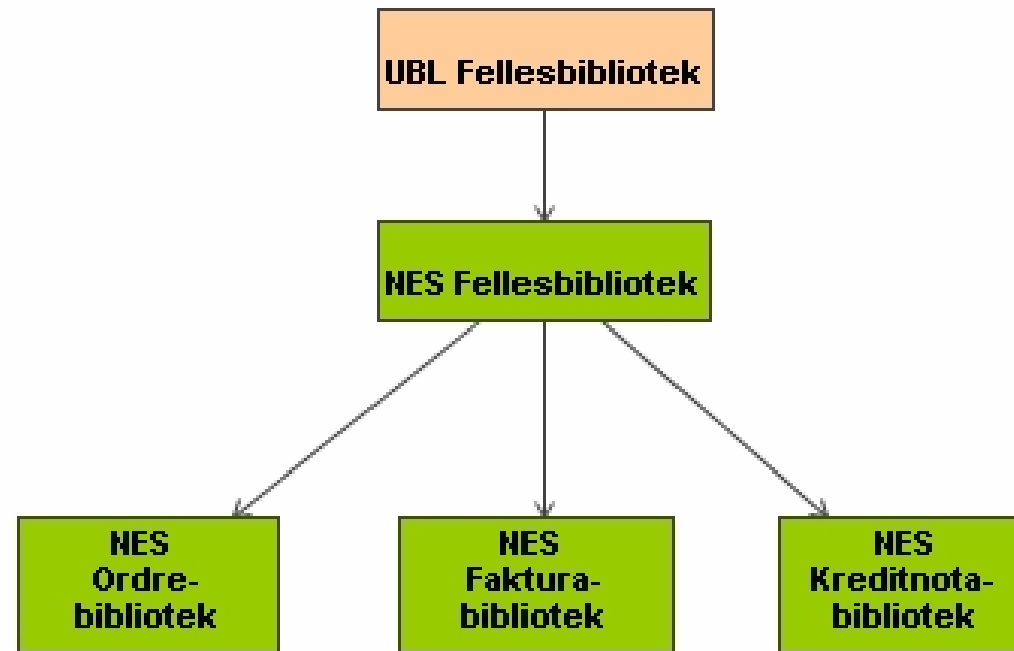 UBL Fellesbibliotek
NES Fellesbibliotek
NES
Ordre-
bibliotek
NES
Faktura-
bibliotek
NES
Kreditnota-
bibliotek